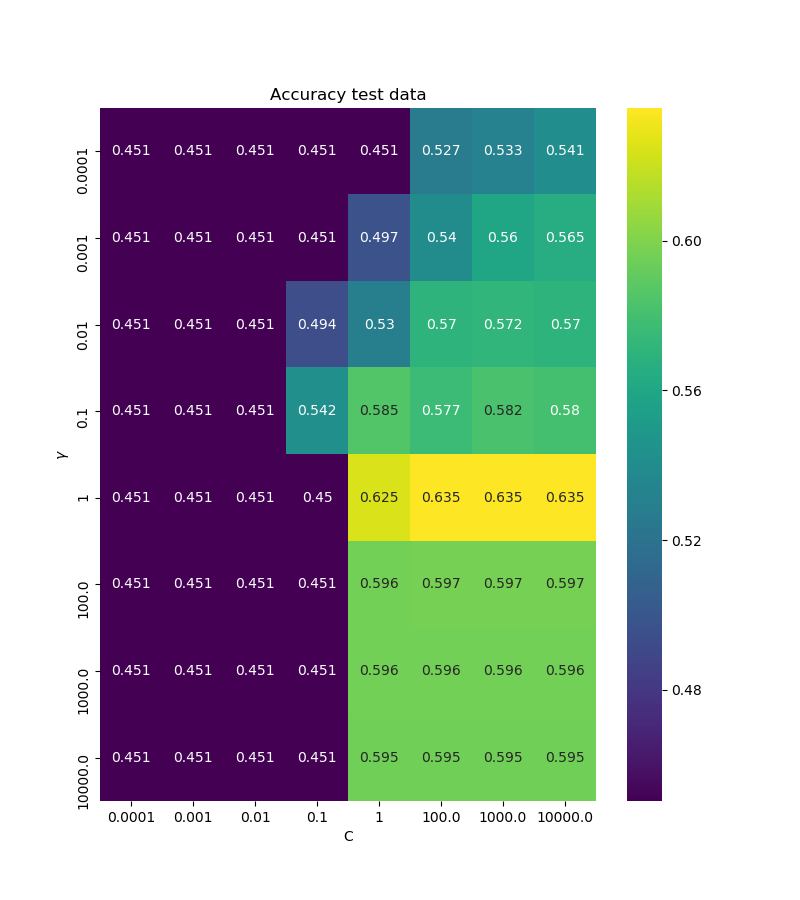 Accuracy test data
0.0001 0.451 0.451 0.451 0.451 0.451 0.527 0.533 0.541
0.001 0.451 0.451 0.451 0.451 0.497 0.54 0.56 0.565
0.01 0.451 0.451 0.451 0.494 0.53 0.57 0.572 0.57
0.1 0.451 0.451 0.451 0.542 0.585 0.577 0.582 0.58
γ
1 0.451 0.451 0.451 0.45 0.625 0.635 0.635 0.635
100.0 0.451 0.451 0.451 0.451 0.596 0.597 0.597 0.597
1000.0 0.451 0.451 0.451 0.451 0.596 0.596 0.596 0.596
10000.0 0.451 0.451 0.451 0.451 0.595 0.595 0.595 0.595
0.0001 0.001 0.01 0.1 1 100.0 1000.0 10000.0
C
0.60
0.56
0.52
0.48